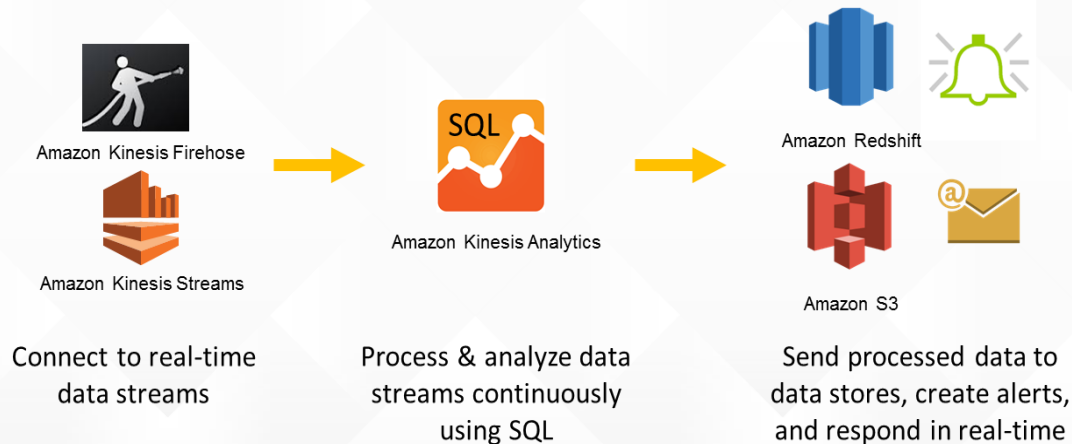 Amazon Kinesis Firehose
Amazon Kinesis Streams
Connect to real-time
data streams
SQL
Amazon Kinesis Analytics
Process & analyze data
streams continuously
using SQL
Amazon Redshift
@
Amazon S3
Send processed data to
data stores, create alerts,
and respond in real-time